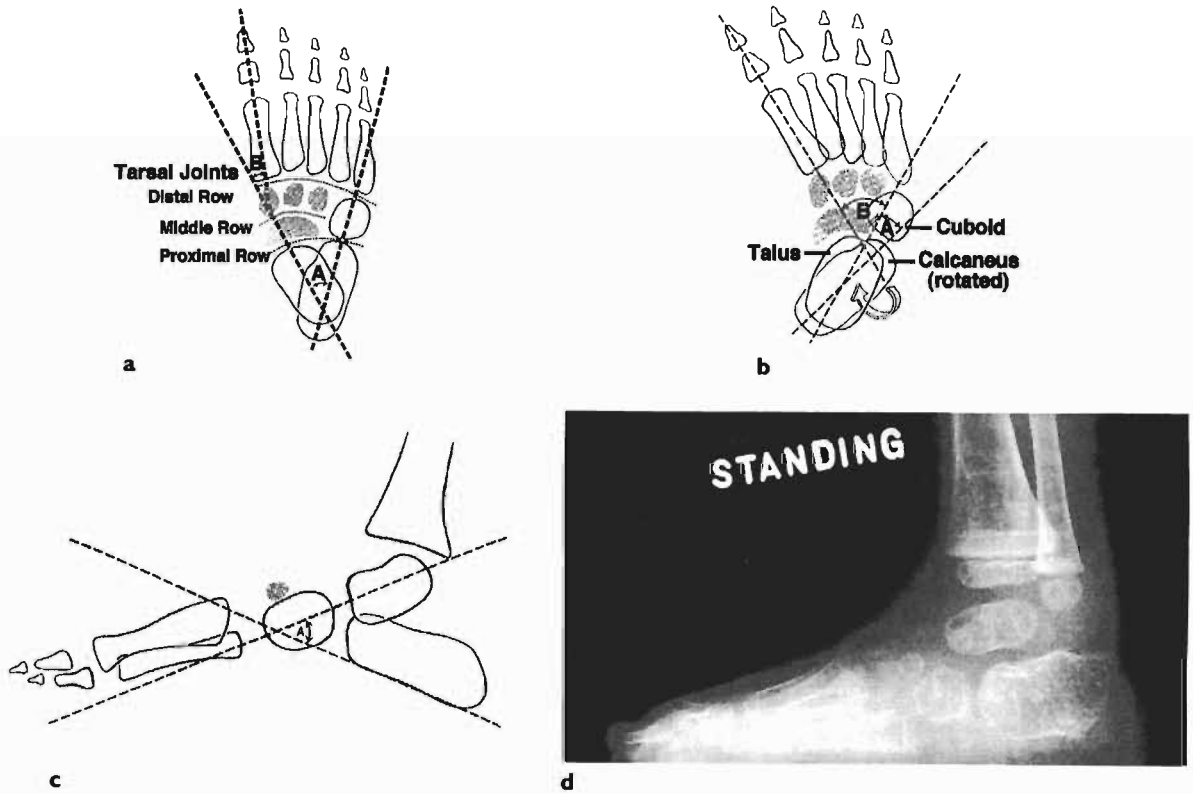 B
Tarsal Joints
Distal Row
Middle Row
Proximal Row
A
a
B
A
Cuboid
Talus
Calcaneus
(rotated)
b
A
c
STANDING
d